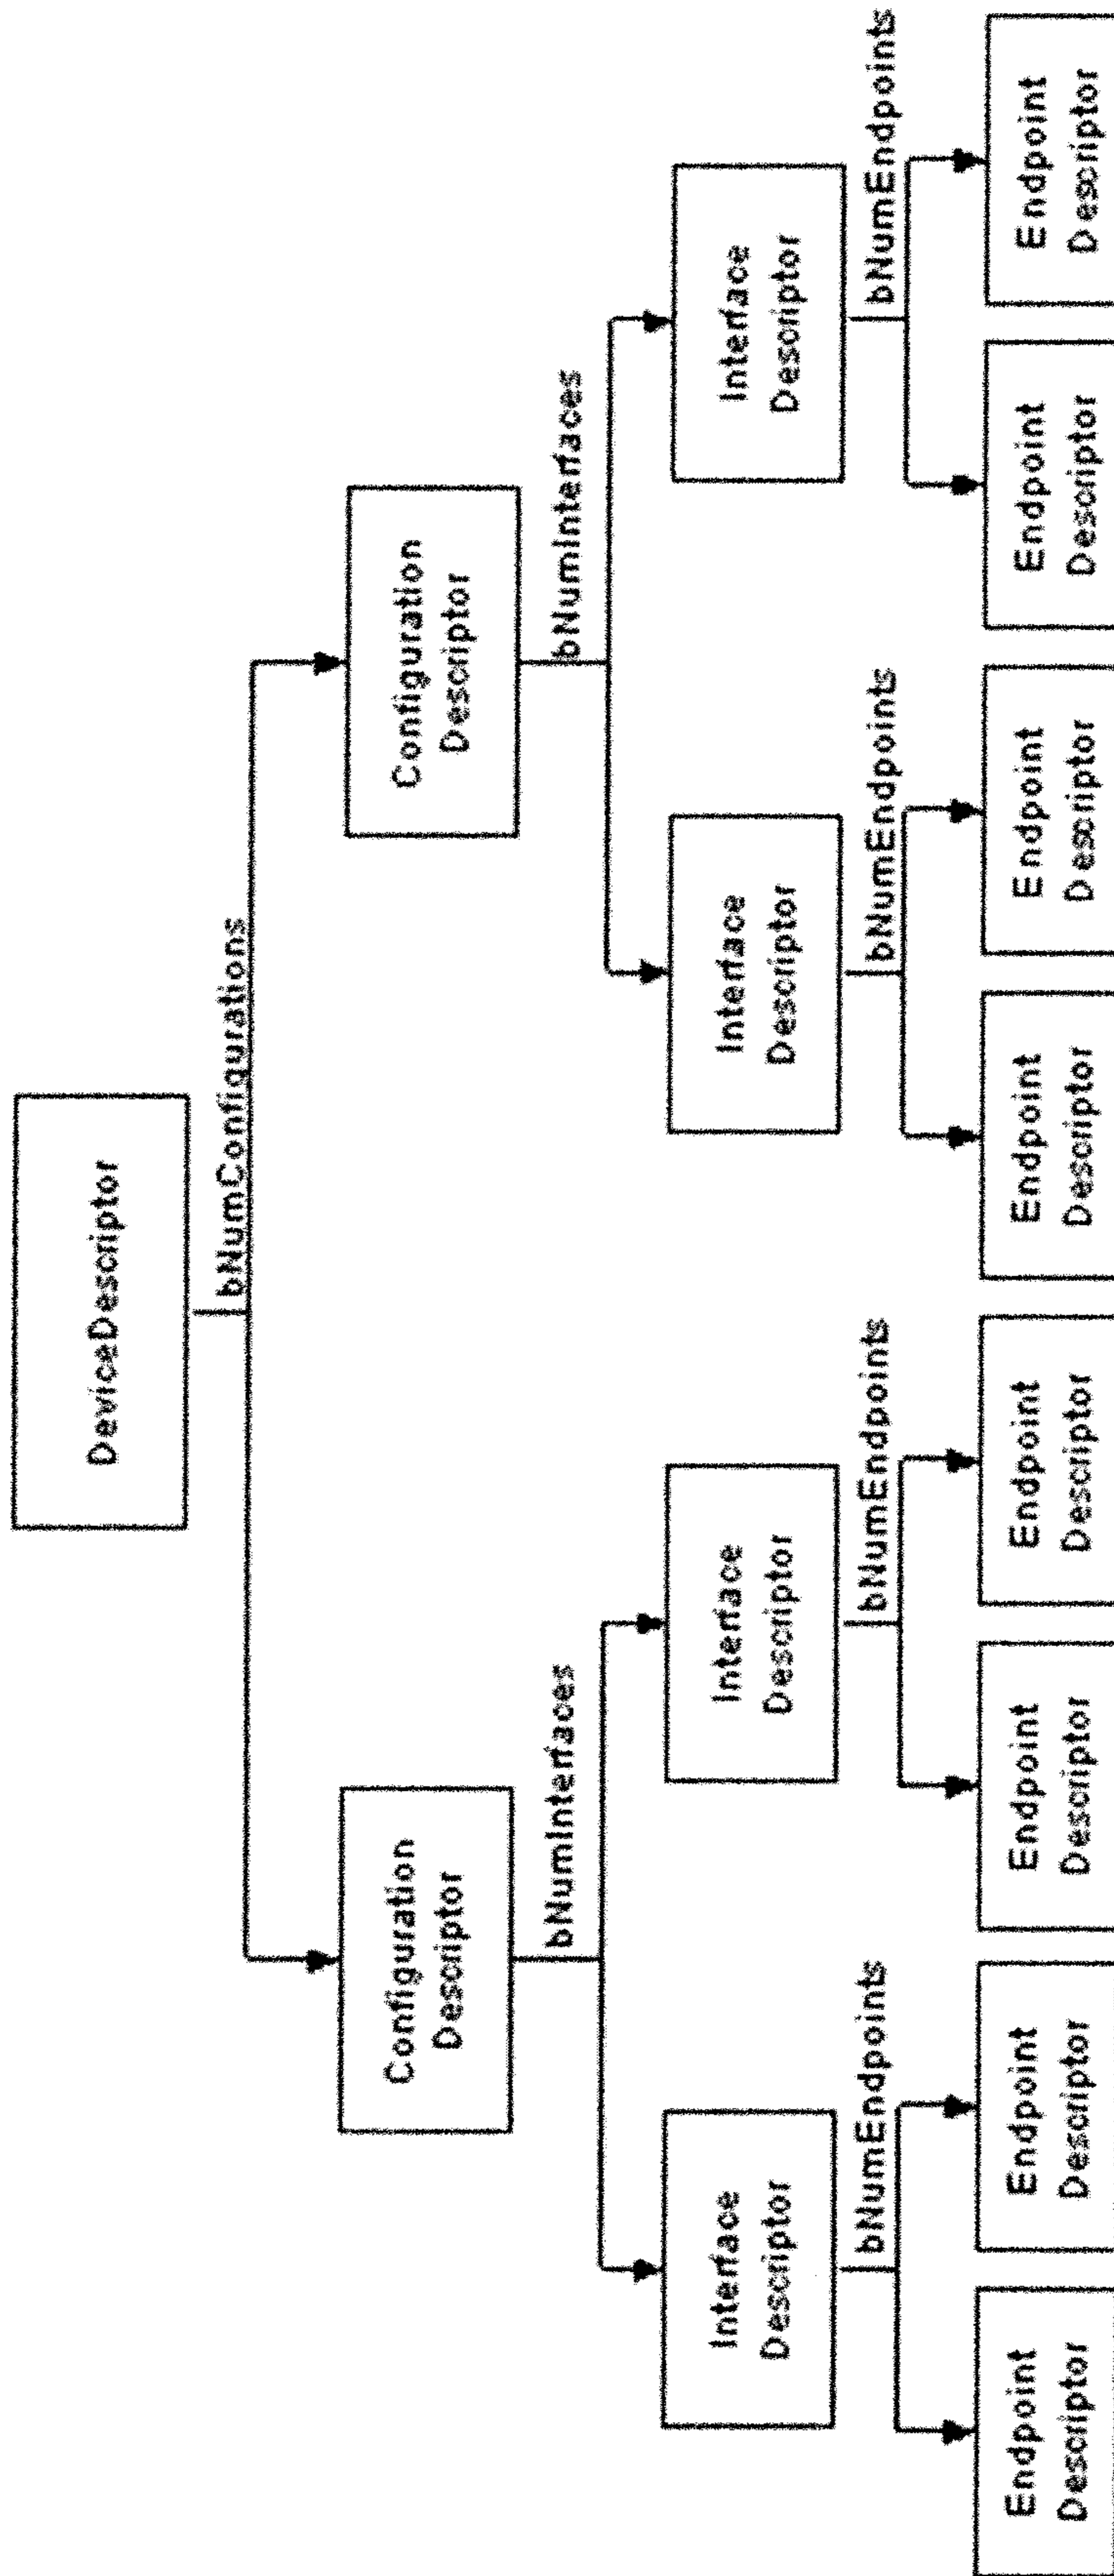 DeviceDescriptor
bNumConfigurations
Configuration
Descriptor
Configuration
Descriptor
bNumInterfaces
bNumInterfaces
Interface
Descriptor
Interface
Descriptor
Interface
Descriptor
Interface
Descriptor
bNumEndpoints
bNumEndpoints
bNumEndpoints
bNumEndpoints
Endpoint
Descriptor
Endpoint
Descriptor
Endpoint
Descriptor
Endpoint
Descriptor
Endpoint
Descriptor
Endpoint
Descriptor
Endpoint
Descriptor
Endpoint
Descriptor